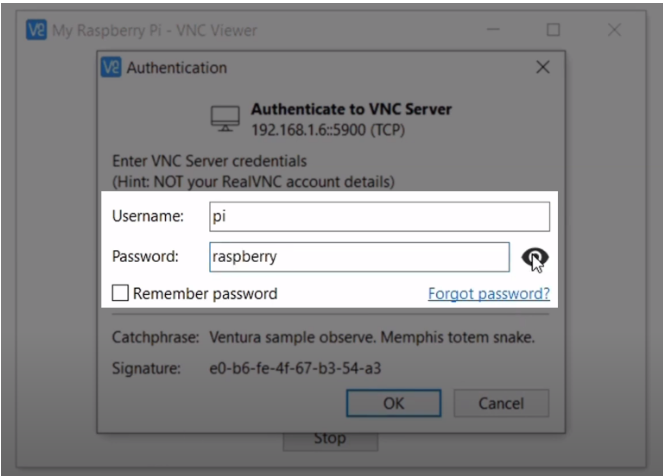 My Raspberry Pi - VNC Viewer
Authentication
Authenticate to VNC Server
192.168.1.6::5900 (TCP)
Enter VNC Server credentials
(Hint: NOT your RealVNC account details)
Username: pi
Password: raspberry
Remember password Forgot password?
Catchphrase: Ventura sample observe. Memphis totem snake.
Signature: e0-b6-fe-4f-67-b3-54-a3
OK Cancel
Stop